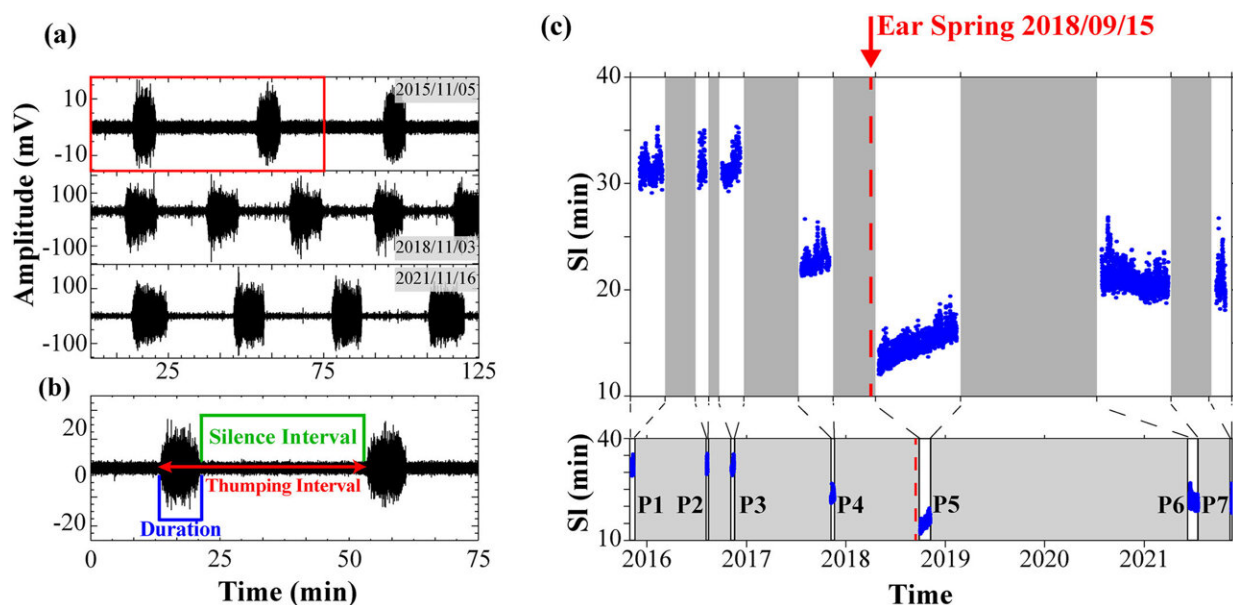 (a)
Amplitude (mV)
10
-10
2015/11/05
100
-100
2018/11/03
100
-100
2021/11/16
25
75
125
(b)
20
0
-20
Silence Interval
Thumping Interval
Duration
0
25
50
75
Time (min)
(c)
Ear Spring 2018/09/15
SI (min)
40
30
20
10
SI (min)
40
10
P1
P2
P3
P4
P5
P6
P7
2016
2017
2018
2019
2020
2021
Time